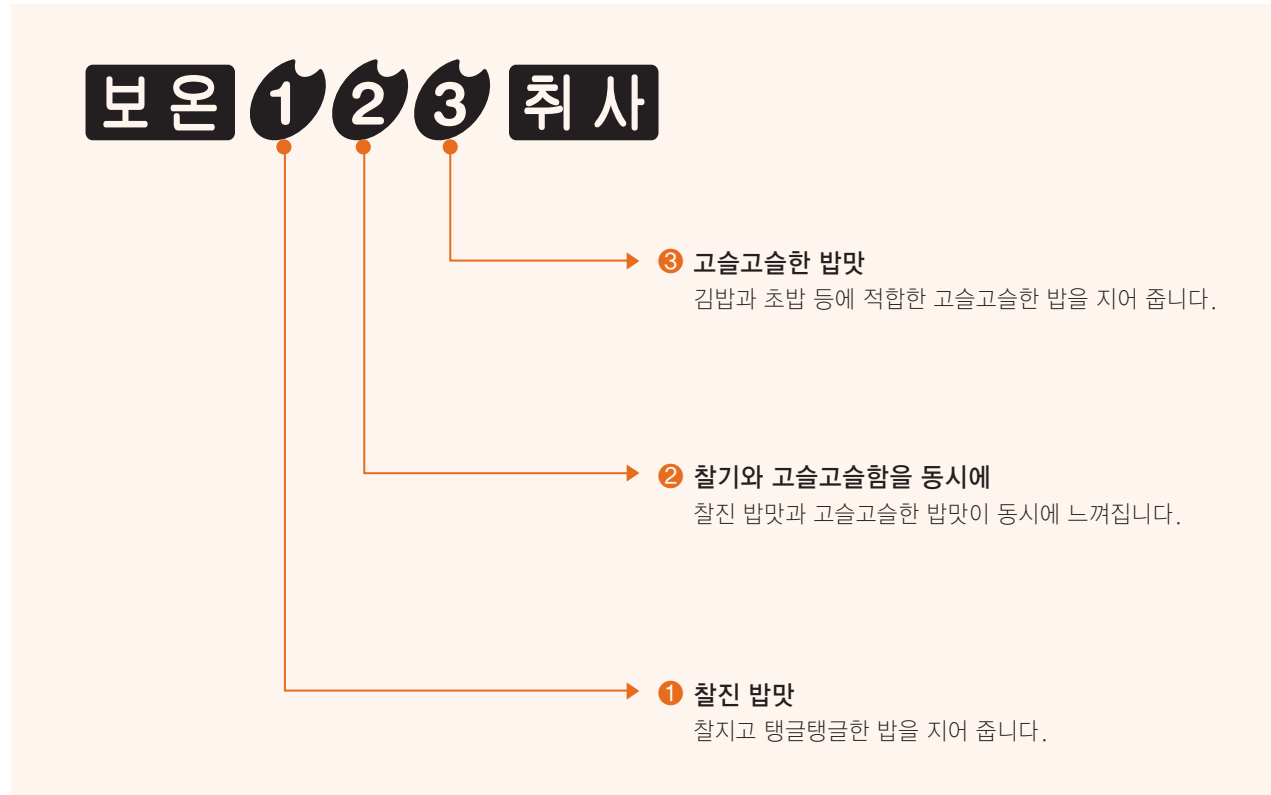 보온 1 2 3 취사
3 고슬고슬한 밥맛
김밥과 초밥 등에 적합한 고슬고슬한 밥을 지어 줍니다.
2 찰기와 고슬고슬함을 동시에
찰진 밥맛과 고슬고슬한 밥맛이 동시에 느껴집니다.
1 찰진 밥맛
찰지고 탱글탱글한 밥을 지어 줍니다.